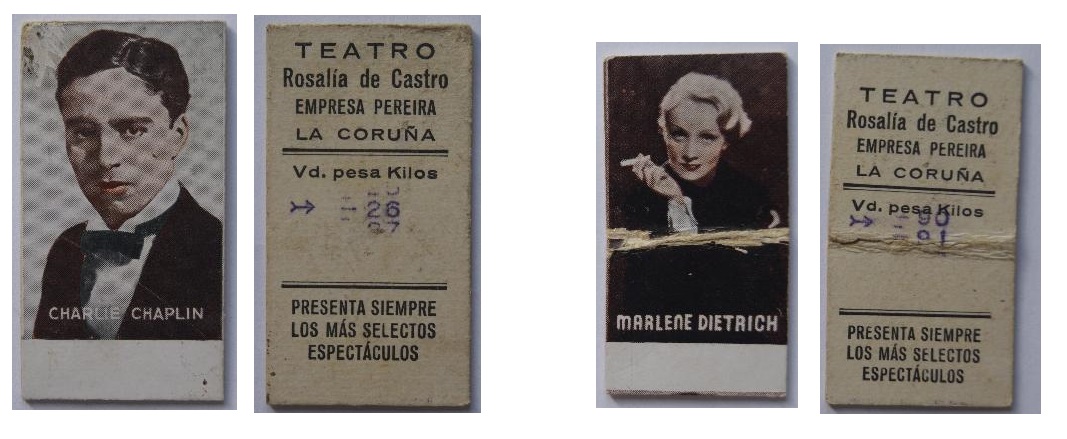 CHARLIE CHAPLIN
TEATRO
Rosalía de Castro
EMPRESA PEREIRA
LA CORUÑA
Vd. pesa Kilos
26
PRESENTA SIEMPRE
LOS MÁS SELECTOS
ESPECTÁCULOS
MARLENE DIETRICH
TEATRO
Rosalía de Castro
EMPRESA PEREIRA
LA CORUÑA
Vd. pesa Kilos
90
91
PRESENTA SIEMPRE
LOS MÁS SELECTOS
ESPECTÁCULOS